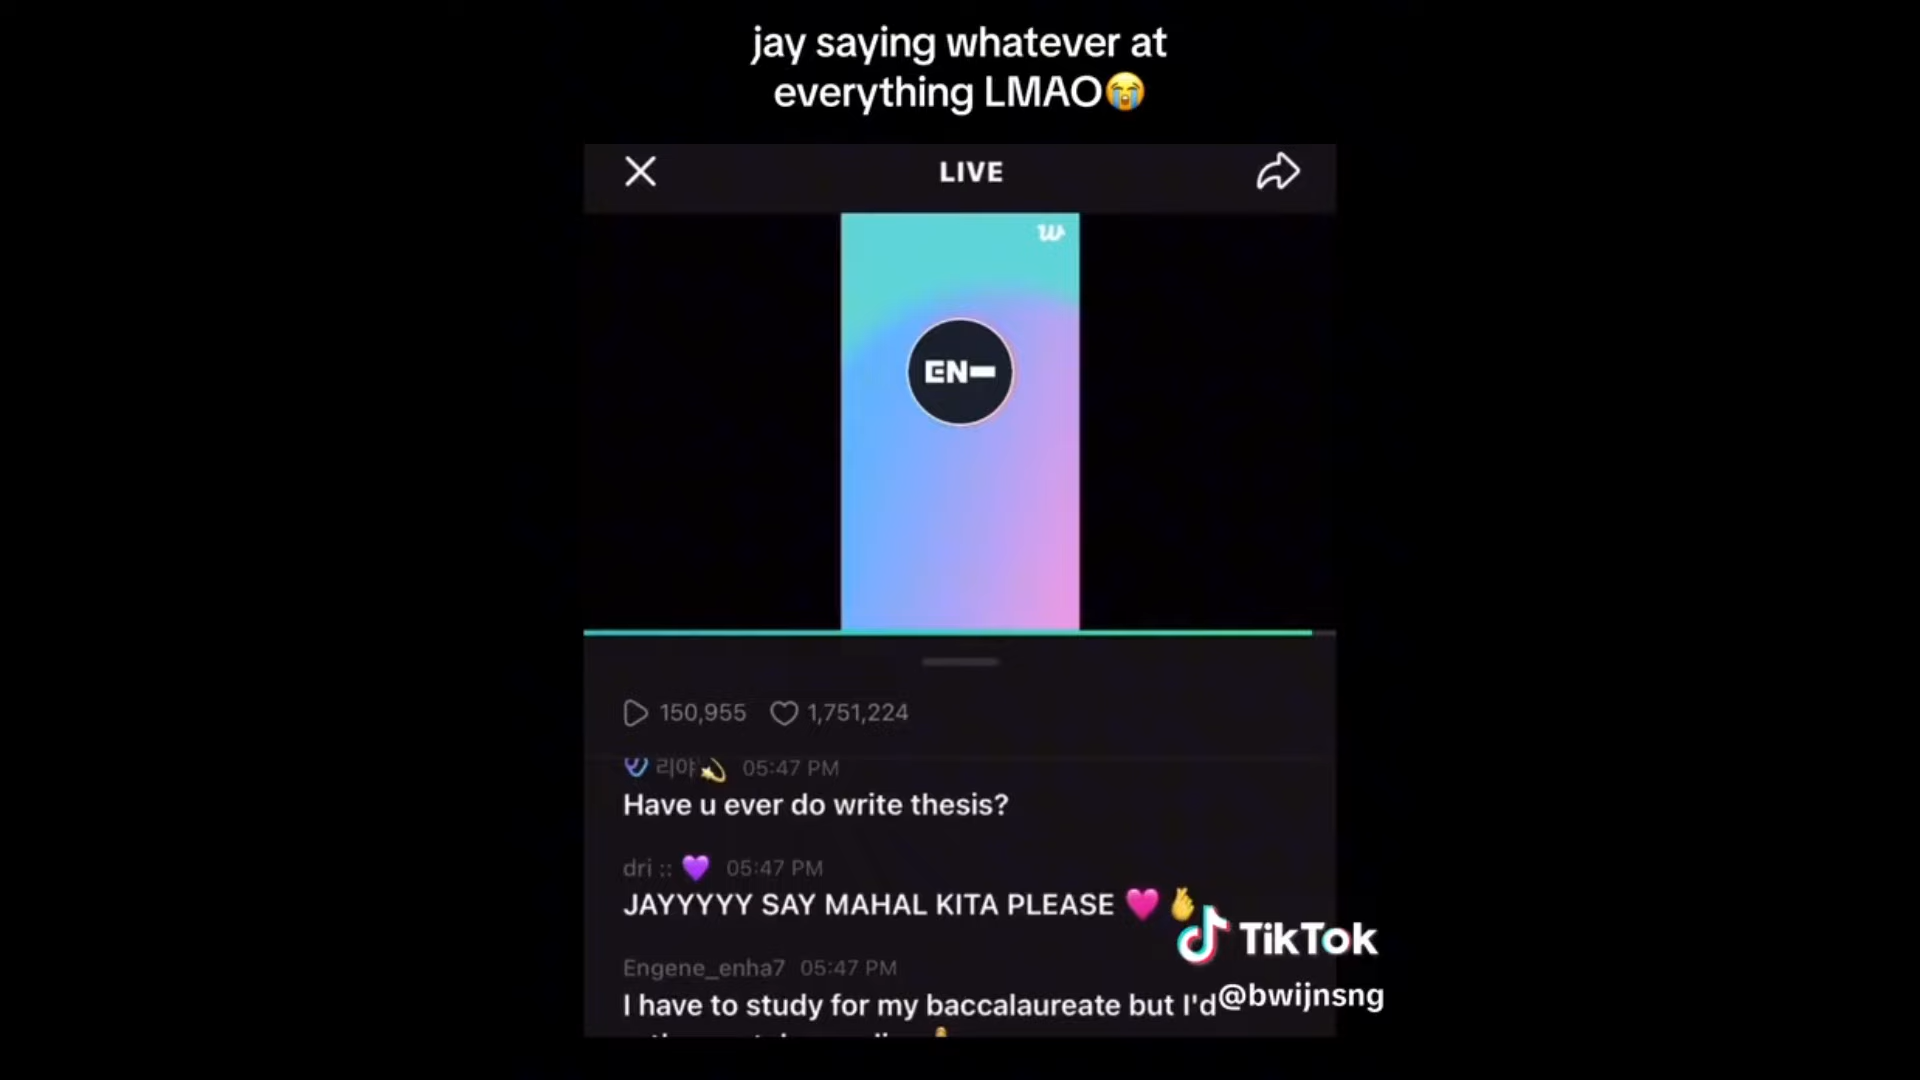 jay saying whatever at
everything LMAO😭
LIVE
EN-
150,955 1,751,224
리야💫 05:47 PM
Have u ever do write thesis?
dri :: 💜 05:47 PM
JAYYYYY SAY MAHAL KITA PLEASE 🩷 🫰
Engene_enha7 05:47 PM
I have to study for my baccalaureate but I'd
TikTok
@bwijnsng